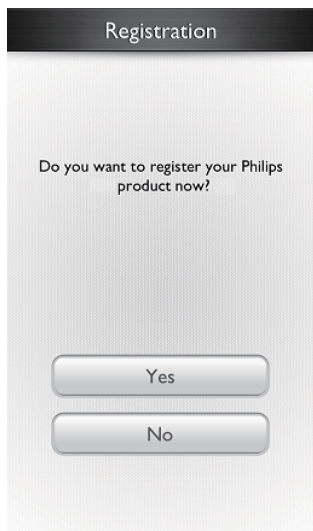 Registration
Do you want to register your Philips
product now?
Yes
No